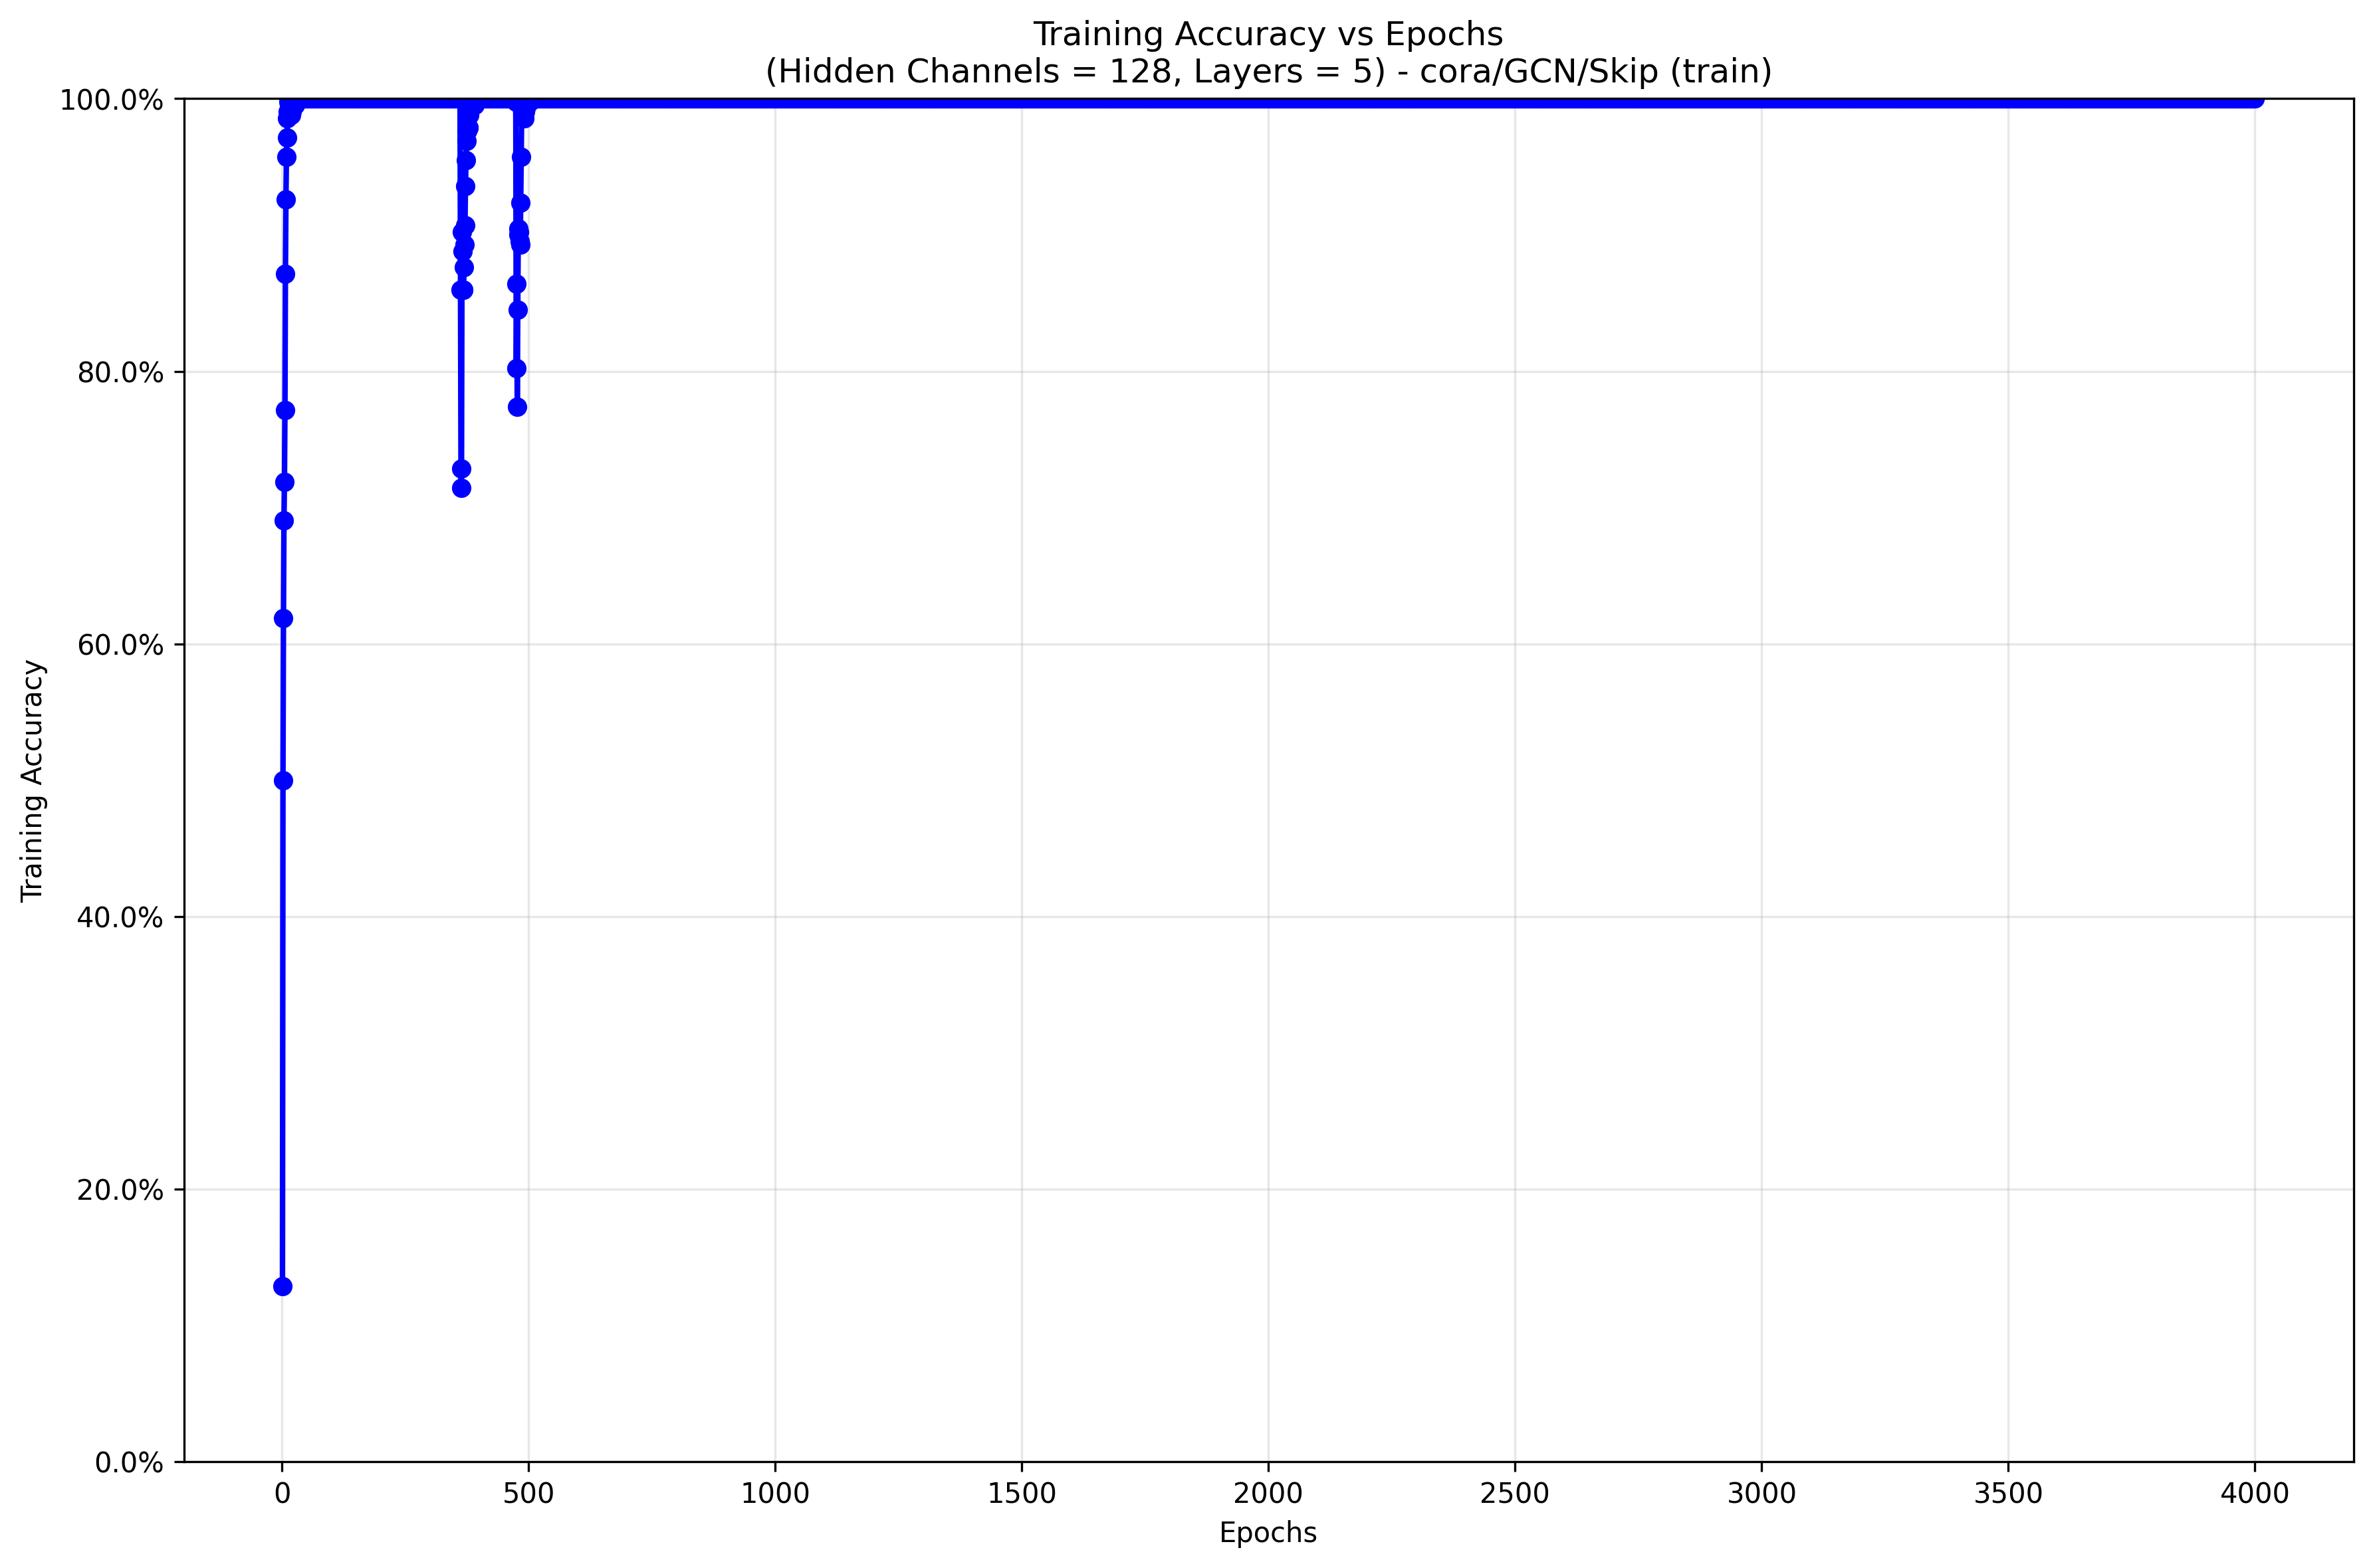 Training Accuracy vs Epochs
(Hidden Channels = 128, Layers = 5) - cora/GCN/Skip (train)
100.0%
80.0%
60.0%
40.0%
20.0%
0.0%
Training Accuracy
0 500 1000 1500 2000 2500 3000 3500 4000
Epochs